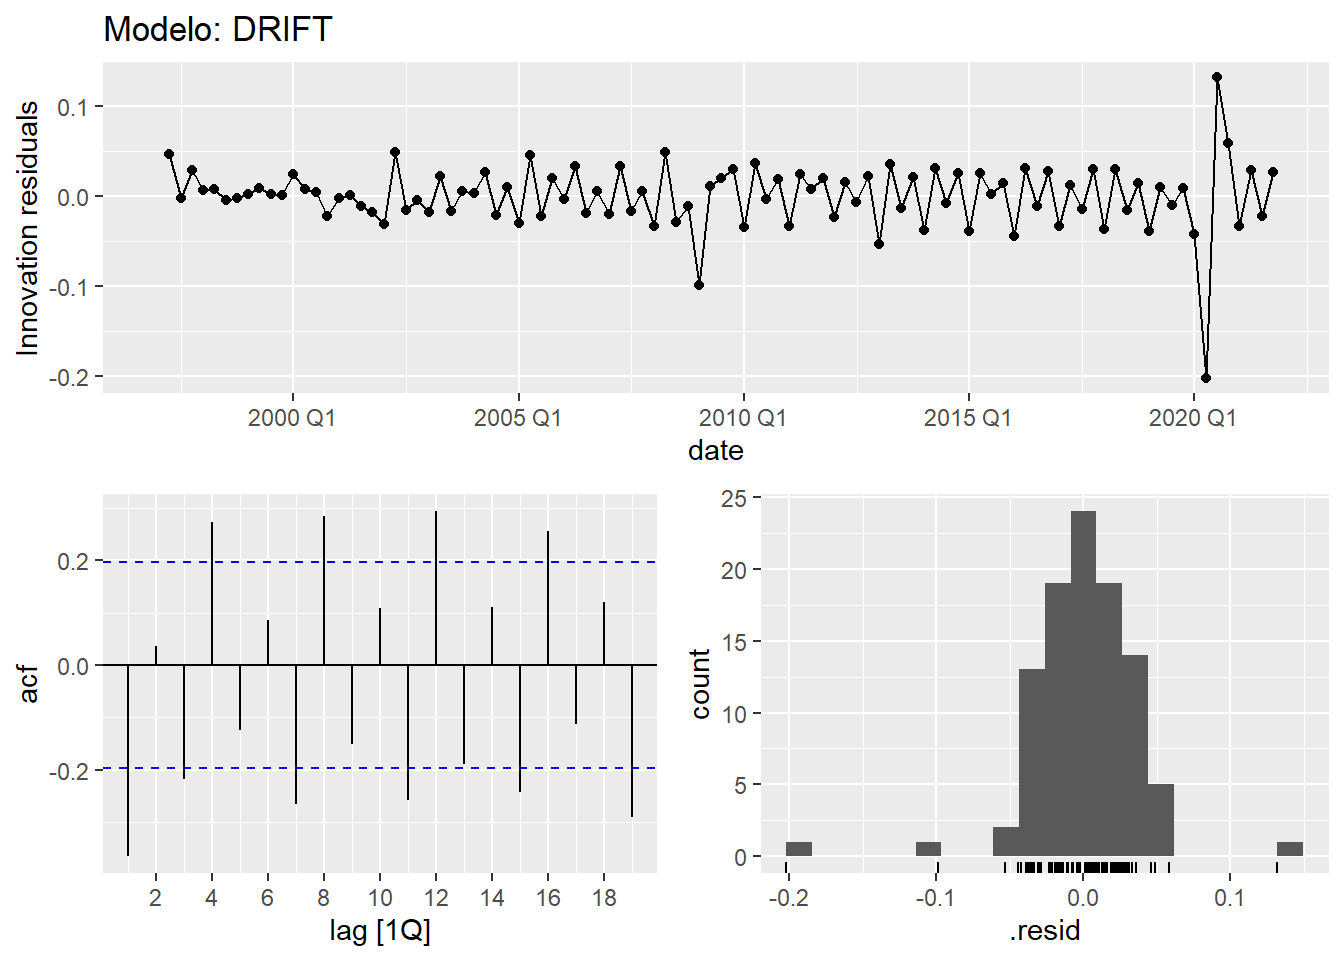 Modelo: DRIFT
Innovation residuals
0.1
0.0
-0.1
-0.2
2000 Q1 2005 Q1 2010 Q1 2015 Q1 2020 Q1
date
acf
0.2
0.0
-0.2
2 4 6 8 10 12 14 16 18
lag [1Q]
count
25
20
15
10
5
0
-0.2 -0.1 0.0 0.1
.resid